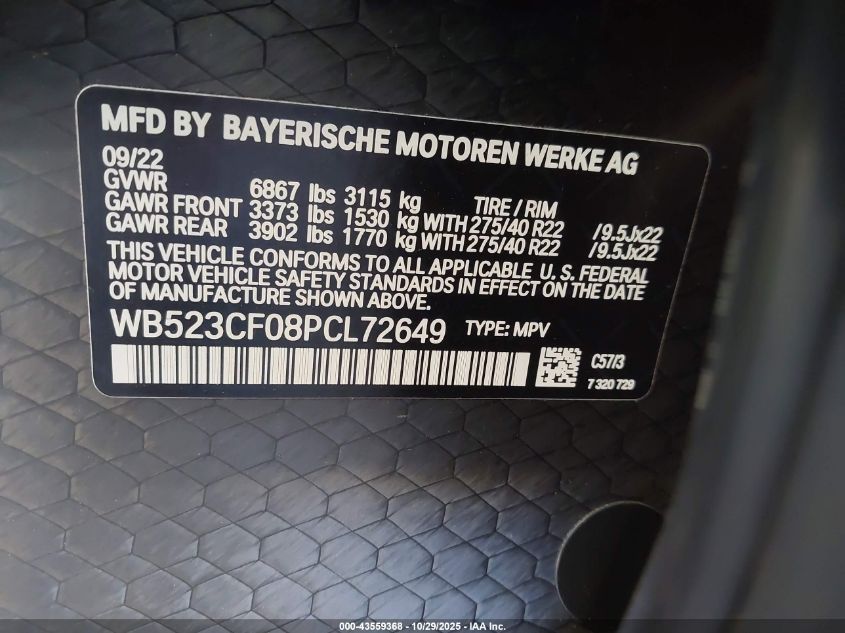 MFD BY BAYERISCHE MOTOREN WERKE AG
09/22
GVWR 6867 lbs 3115 kg TIRE / RIM
GAWR FRONT 3373 lbs 1530 kg WITH 275/40 R22 /9.5Jx22
GAWR REAR 3902 lbs 1770 kg WITH 275/40 R22 /9.5Jx22
THIS VEHICLE CONFORMS TO ALL APPLICABLE U. S. FEDERAL
MOTOR VEHICLE SAFETY STANDARDS IN EFFECT ON THE DATE
OF MANUFACTURE SHOWN ABOVE.
WB523CF08PCL72649 TYPE: MPV
C57/3
7 320 729
000-43559368 - 10/29/2025 - IAA Inc.